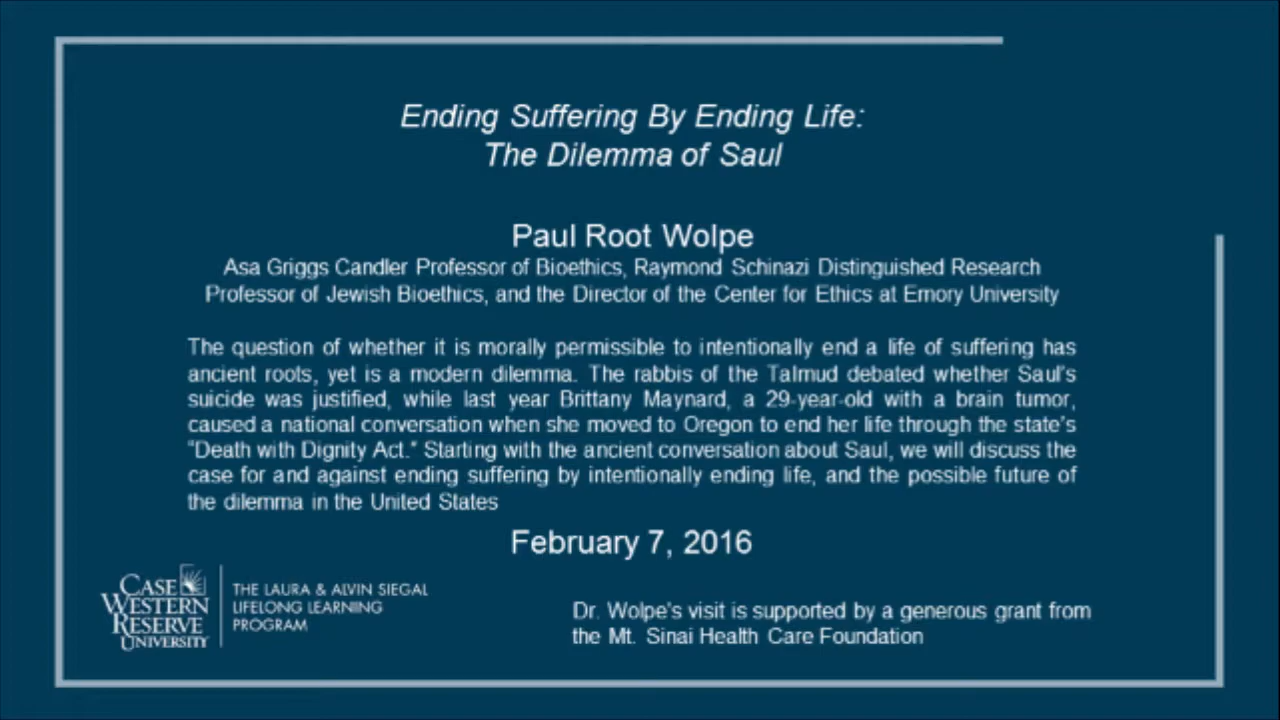 Ending Suffering By Ending Life:
The Dilemma of Saul
Paul Root Wolpe
Asa Griggs Candler Professor of Bioethics, Raymond Schinazi Distinguished Research
Professor of Jewish Bioethics, and the Director of the Center for Ethics at Emory University
The question of whether it is morally permissible to intentionally end a life of suffering has
ancient roots, yet is a modern dilemma. The rabbis of the Talmud debated whether Saul's
suicide was justified, while last year Brittany Maynard, a 29-year-old with a brain tumor,
caused a national conversation when she moved to Oregon to end her life through the state's
"Death with Dignity Act." Starting with the ancient conversation about Saul, we will discuss the
case for and against ending suffering by intentionally ending life, and the possible future of
the dilemma in the United States
February 7, 2016
CASE
WESTERN
RESERVE
UNIVERSITY
THE LAURA & ALVIN SIEGAL
LIFELONG LEARNING
PROGRAM
Dr. Wolpe's visit is supported by a generous grant from
the Mt. Sinai Health Care Foundation